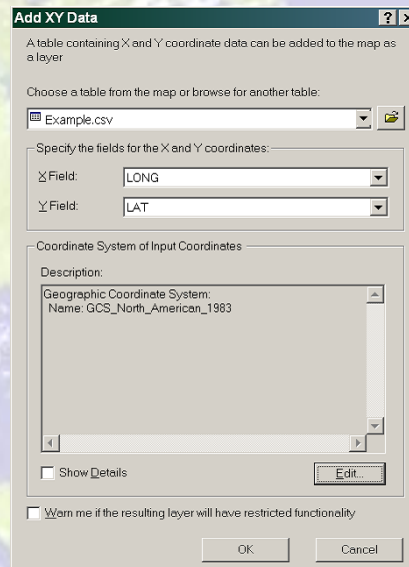 Add XY Data
A table containing X and Y coordinate data can be added to the map as
a layer
Choose a table from the map or browse for another table:
Example.csv
Specify the fields for the X and Y coordinates:
X Field: LONG
Y Field: LAT
Coordinate System of Input Coordinates
Description:
Geographic Coordinate System:
Name: GCS_North_American_1983
Show Details Edit...
Warn me if the resulting layer will have restricted functionality
OK Cancel